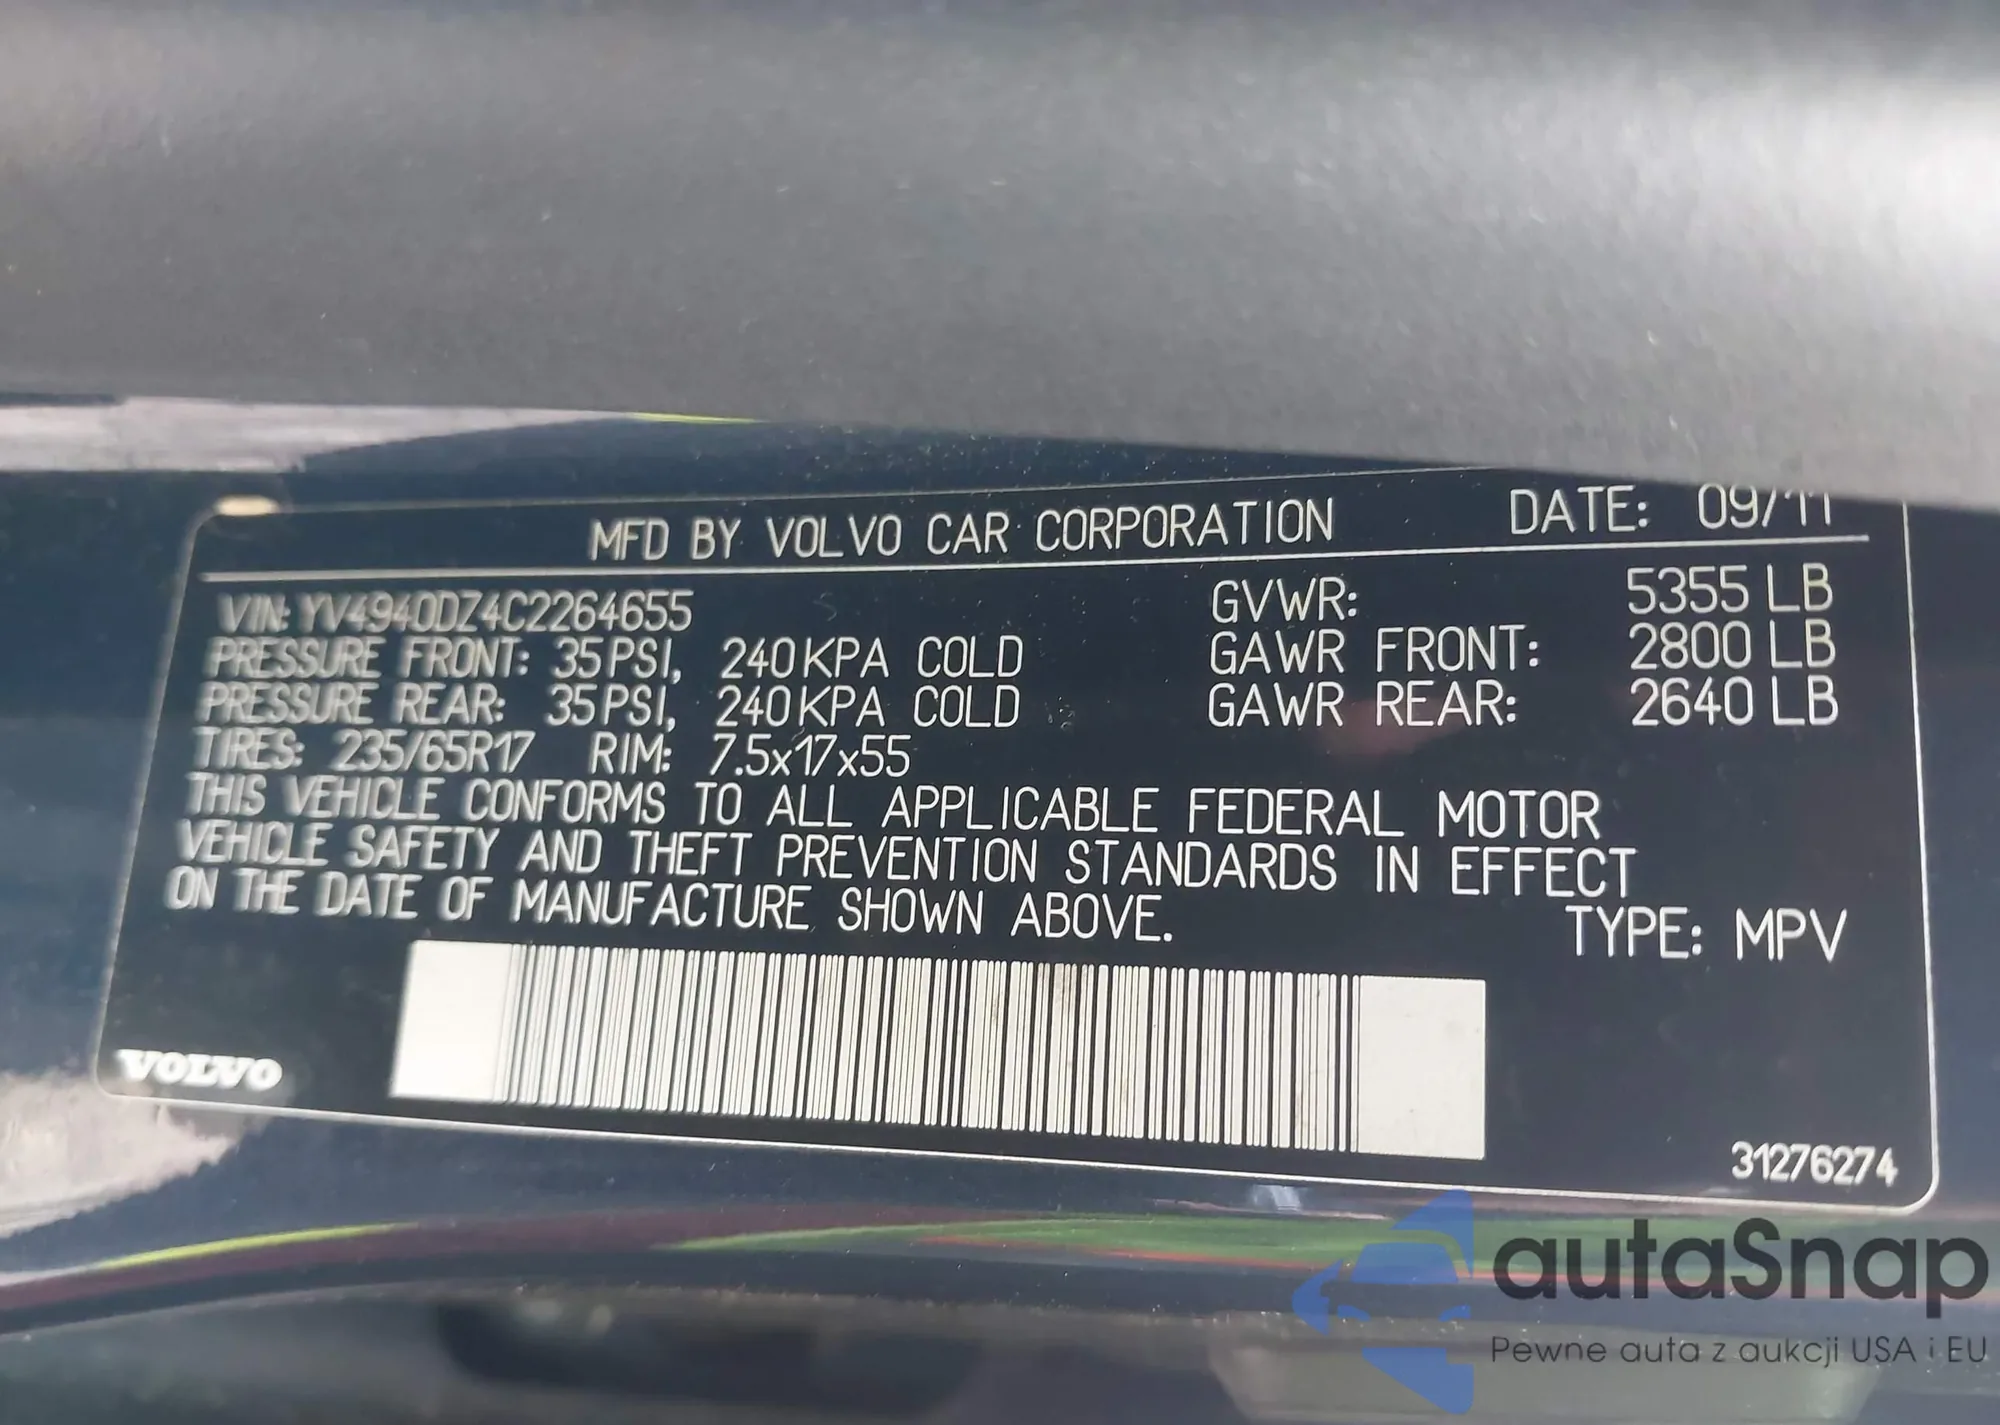 MFD BY VOLVO CAR CORPORATION DATE: 09/11
VIN: YV4940DZ4C2264655 GVWR: 5355 LB
PRESSURE FRONT: 35 PSI, 240 KPA COLD GAWR FRONT: 2800 LB
PRESSURE REAR: 35 PSI, 240 KPA COLD GAWR REAR: 2640 LB
TIRES: 235/65R17 RIM: 7.5x17x55
THIS VEHICLE CONFORMS TO ALL APPLICABLE FEDERAL MOTOR
VEHICLE SAFETY AND THEFT PREVENTION STANDARDS IN EFFECT
ON THE DATE OF MANUFACTURE SHOWN ABOVE. TYPE: MPV
VOLVO
31276274
autaSnap
Pewne auta z aukcji USA i EU